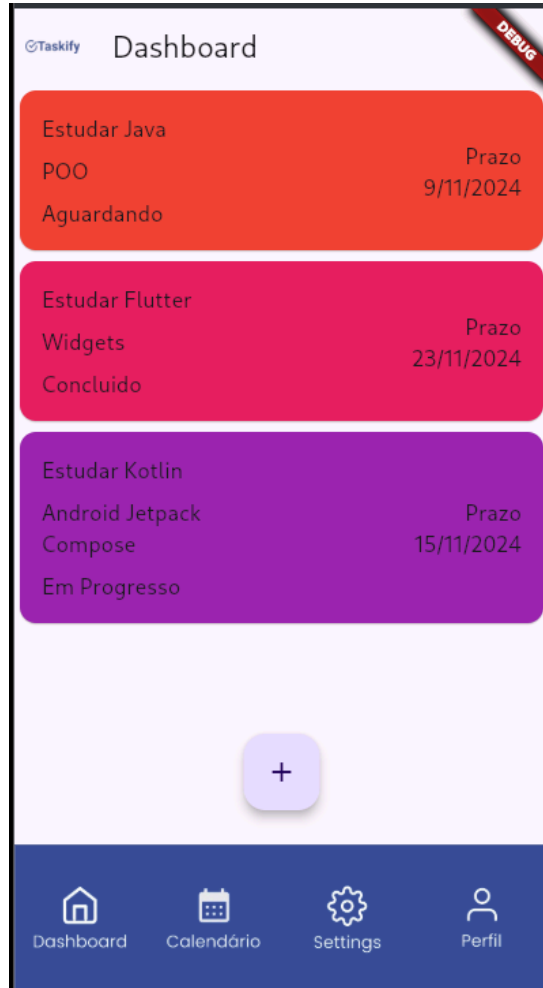 Taskify
Dashboard
DEBUG
Estudar Java
POO
Aguardando
Prazo
9/11/2024
Estudar Flutter
Widgets
Concluido
Prazo
23/11/2024
Estudar Kotlin
Android Jetpack
Compose
Em Progresso
Prazo
15/11/2024
+
Dashboard
Calendário
Settings
Perfil